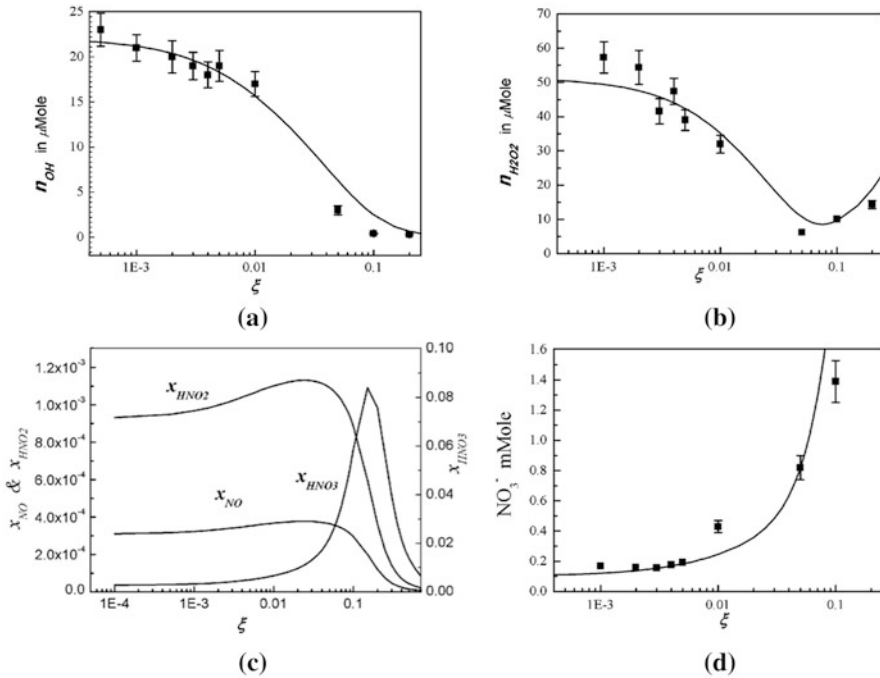 25
20
15
10
5
0
n_OH in μMole
1E-3 0.01 0.1
ξ
(a)
70
60
50
40
30
20
10
0
n_H2O2 in μMole
1E-3 0.01 0.1
ξ
(b)
1.2x10⁻³
1.0x10⁻³
8.0x10⁻⁴
6.0x10⁻⁴
4.0x10⁻⁴
2.0x10⁻⁴
0.0
x_NO & x_HNO2
x_HNO2
x_NO
x_HNO3
0.10
0.08
0.06
0.04
0.02
0.00
x_HNO3
1E-4 1E-3 0.01 0.1
ξ
(c)
1.6
1.4
1.2
1.0
0.8
0.6
0.4
0.2
0.0
NO₃⁻ mMole
1E-3 0.01 0.1
ξ
(d)